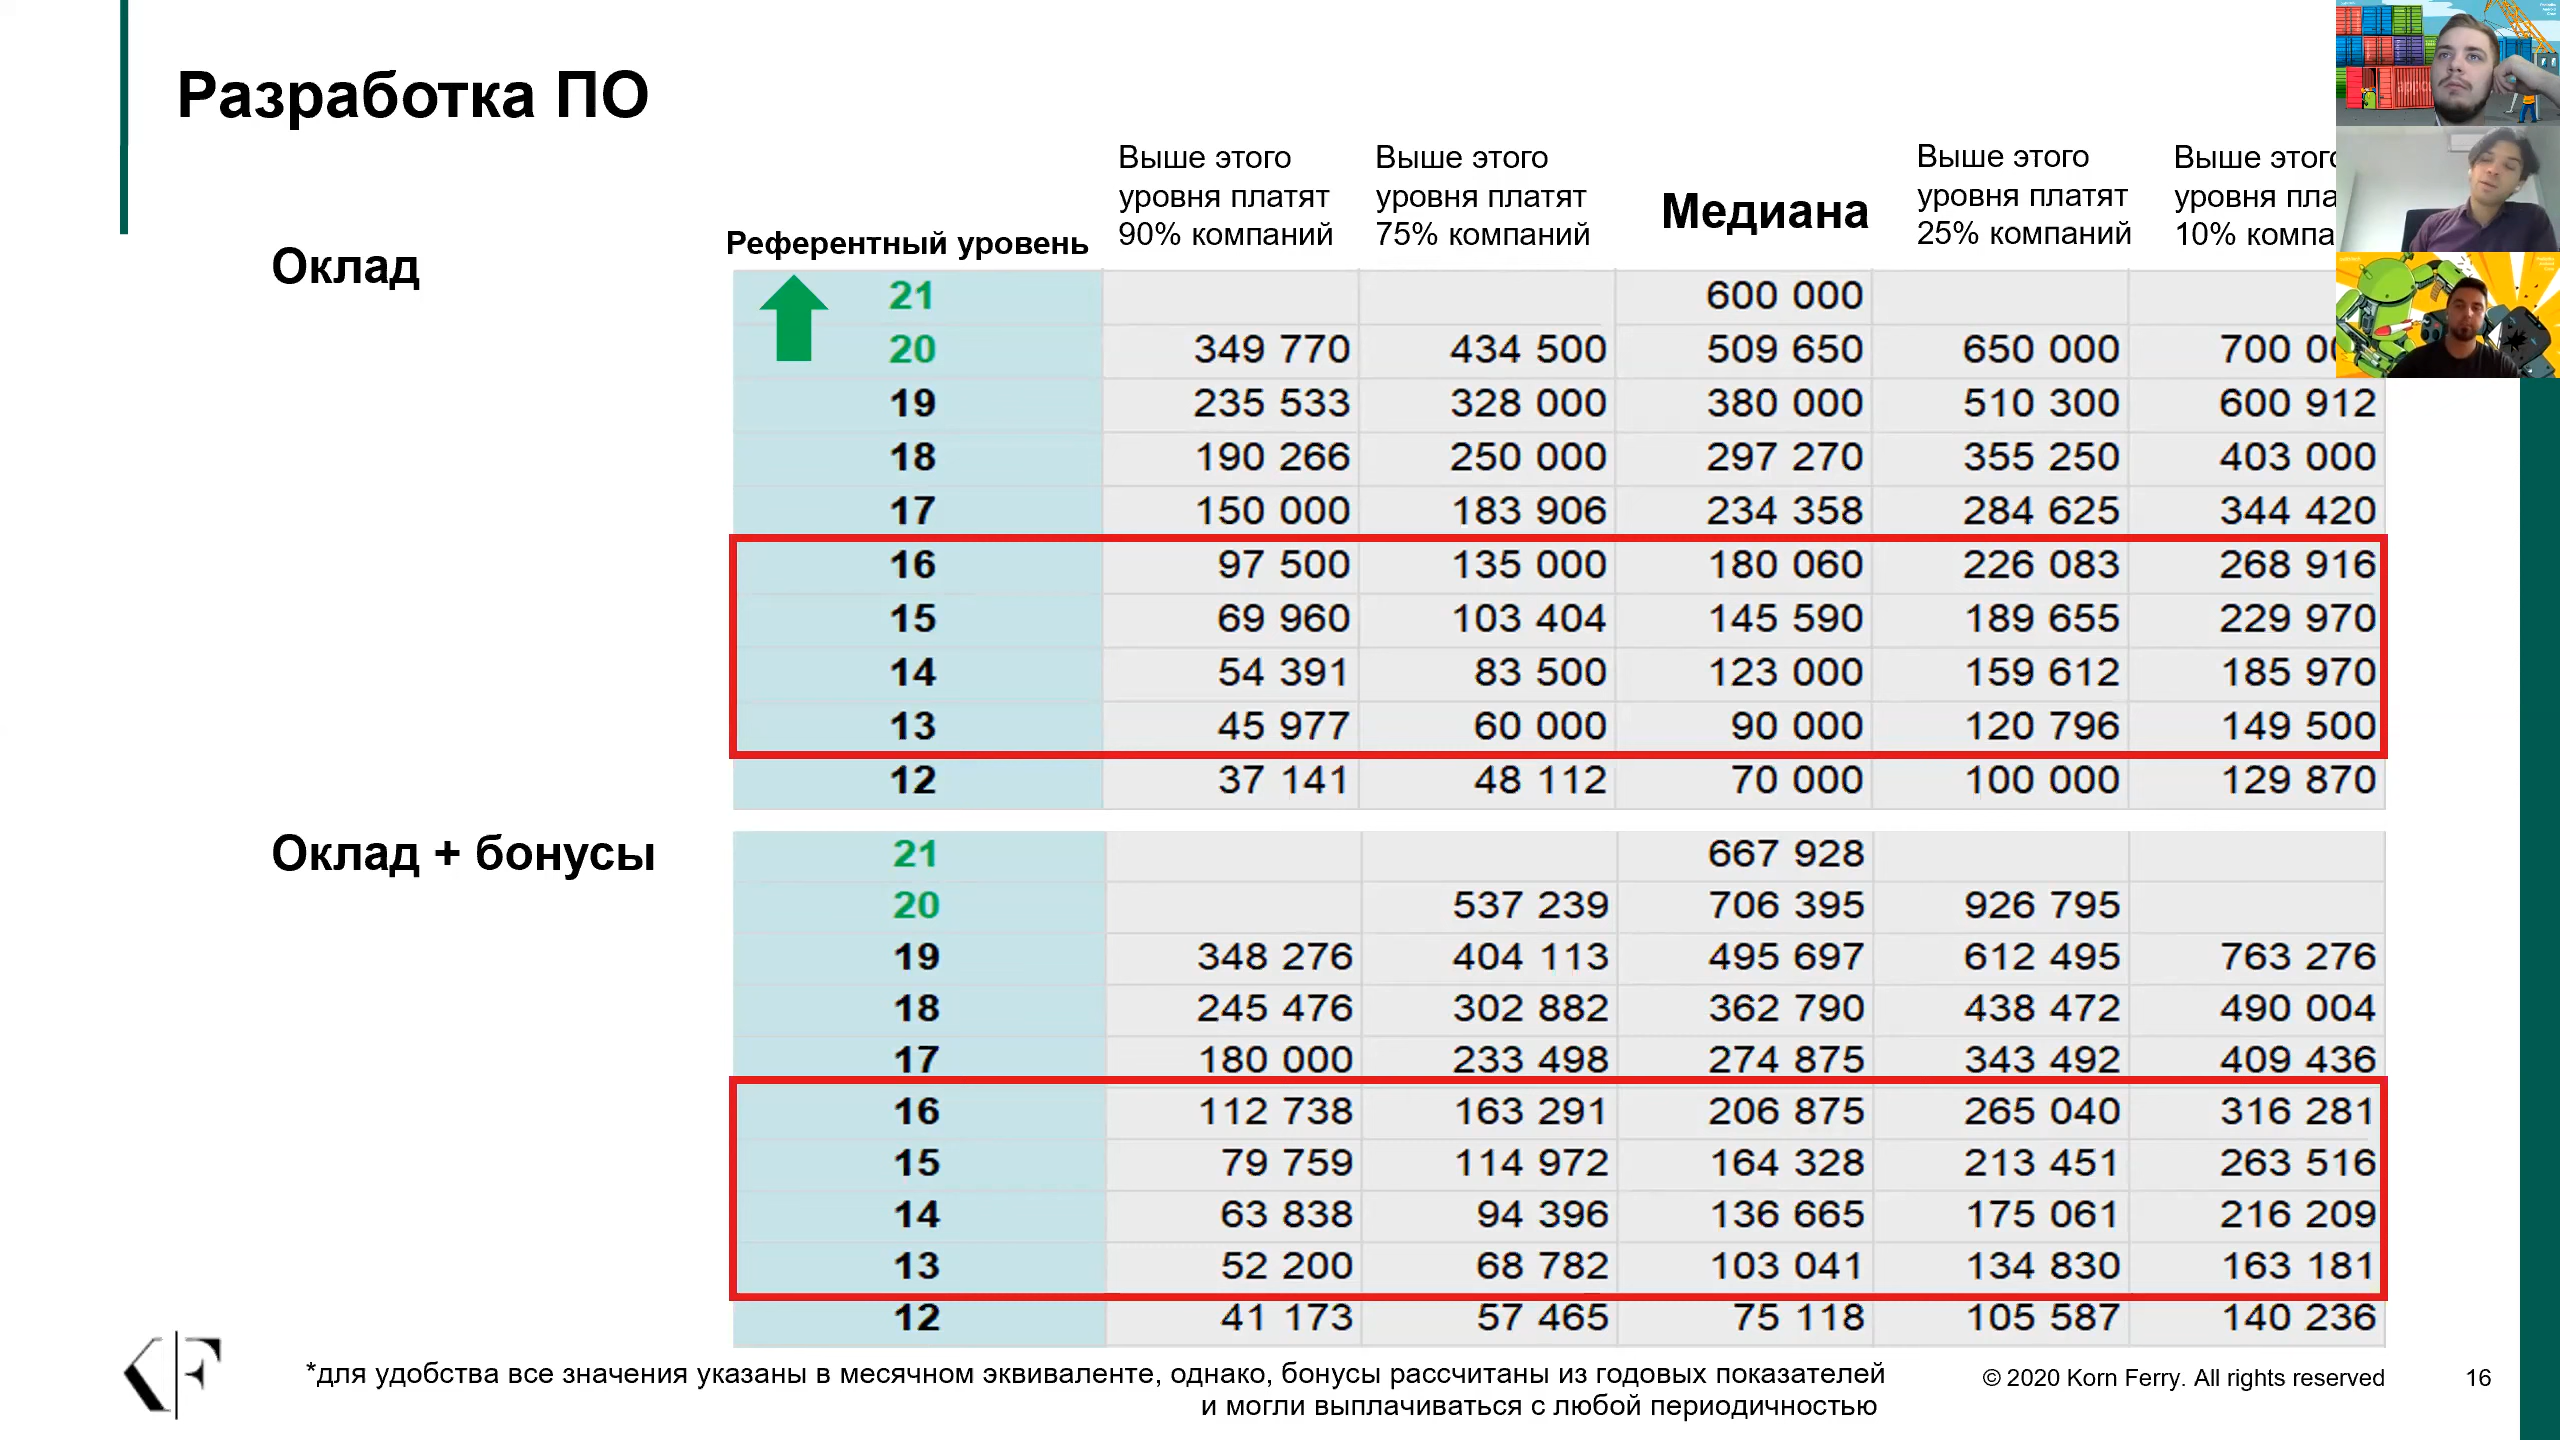 Разработка ПО
Оклад
Референтный уровень
Выше этого
уровня платят
90% компаний
Выше этого
уровня платят
75% компаний
Медиана
Выше этого
уровня платят
25% компаний
Выше
уровня
10%
21 600 000
20 349 770 434 500 509 650 650 000
19 235 533 328 000 380 000 510 300 600 912
18 190 266 250 000 297 270 355 250 403 000
17 150 000 183 906 234 358 284 625 344 420
16 97 500 135 000 180 060 226 083 268 916
15 69 960 103 404 145 590 189 655 229 970
14 54 391 83 500 123 000 159 612 185 970
13 45 977 60 000 90 000 120 796 149 500
12 37 141 48 112 70 000 100 000 129 870
Оклад + бонусы
21 667 928
20 537 239 706 395 926 795
19 348 276 404 113 495 697 612 495 763 276
18 245 476 302 882 362 790 438 472 490 004
17 180 000 233 498 274 875 343 492 409 436
16 112 738 163 291 206 875 265 040 316 281
15 79 759 114 972 164 328 213 451 263 516
14 63 838 94 396 136 665 175 061 216 209
13 52 200 68 782 103 041 134 830 163 181
12 41 173 57 465 75 118 105 587 140 236
KF
*для удобства все значения указаны в месячном эквиваленте, однако, бонусы рассчитаны из годовых показателей
и могли выплачиваться с любой периодичностью
© 2020 Korn Ferry. All rights reserved
16